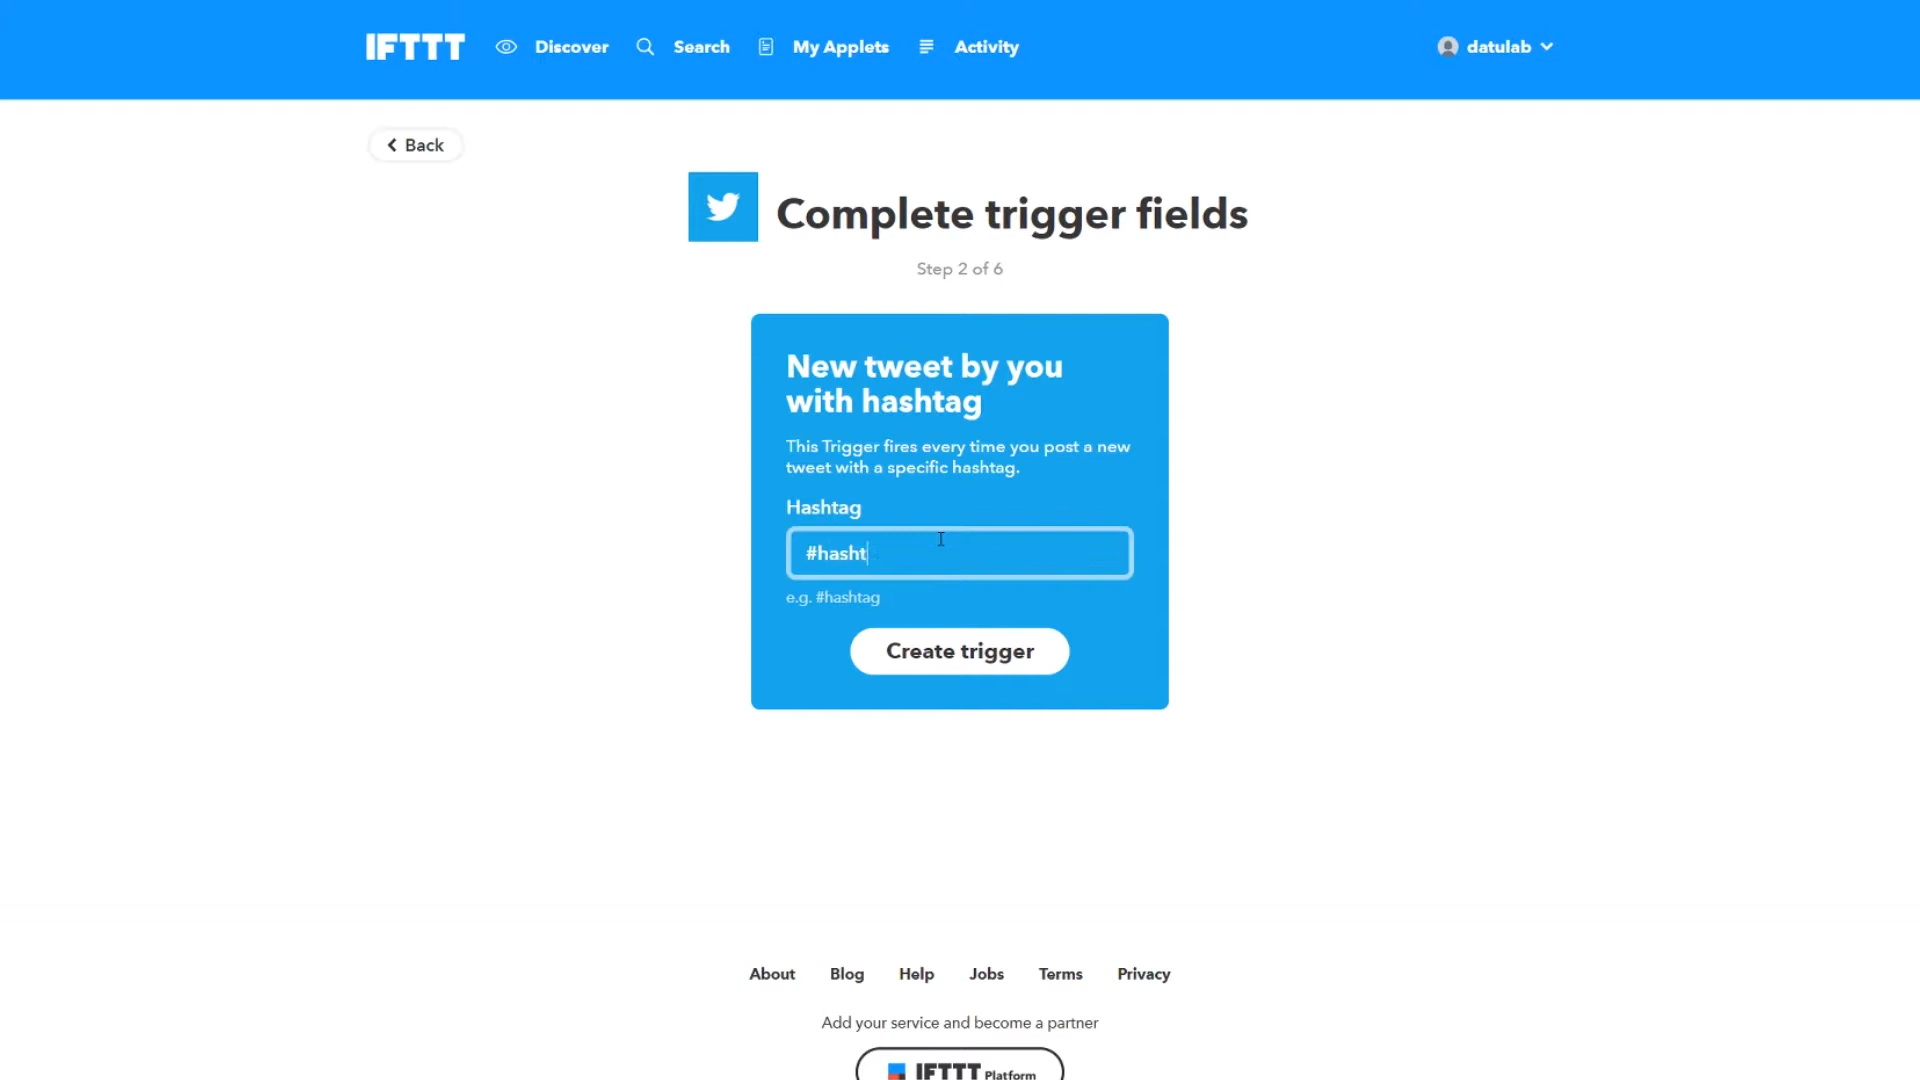 IFTTT Discover Search My Applets Activity datulab
Back
Complete trigger fields
Step 2 of 6
New tweet by you
with hashtag
This Trigger fires every time you post a new
tweet with a specific hashtag.
Hashtag
#hasht
e.g. #hashtag
Create trigger
About Blog Help Jobs Terms Privacy
Add your service and become a partner
IFTTT Platform